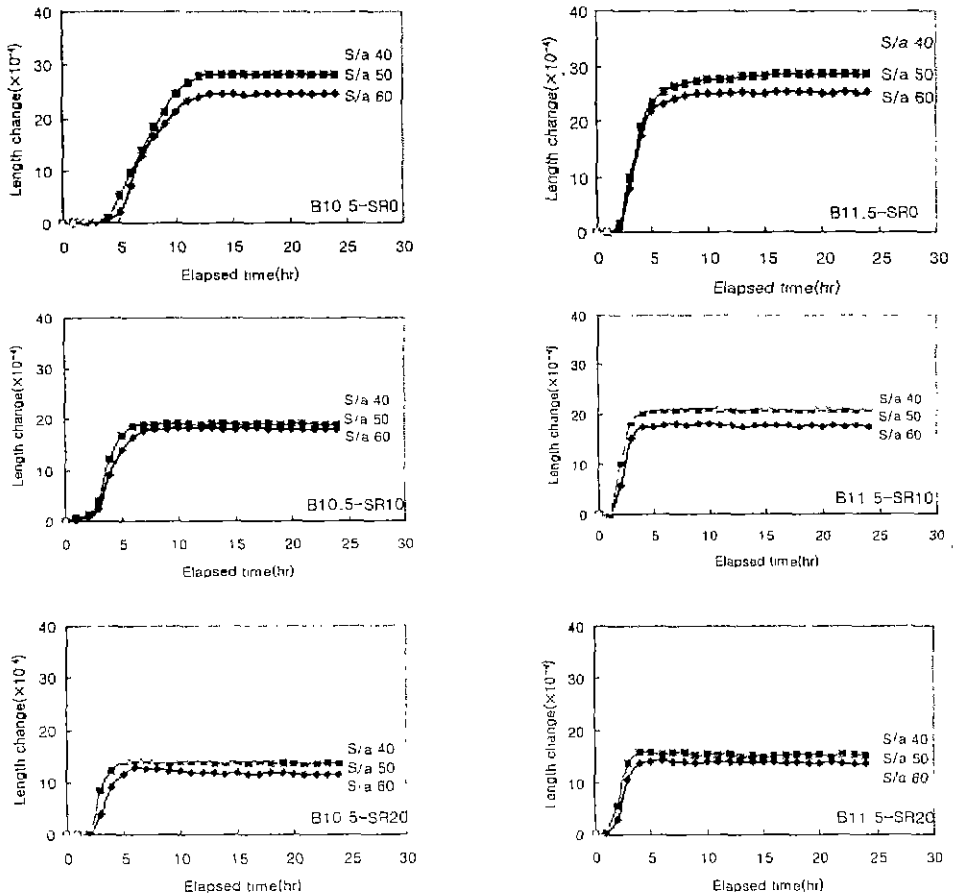 Length change(×10⁻⁴)
40
30
20
10
0
S/a 40
S/a 50
S/a 60
B10 5-SR0
0 5 10 15 20 25 30
Elapsed time(hr)
Length change(×10⁻⁴)
40
30
20
10
0
S/a 40
S/a 50
S/a 60
B11.5-SR0
0 5 10 15 20 25 30
Elapsed time(hr)
Length change(×10⁻⁴)
40
30
20
10
0
S/a 40
S/a 50
S/a 60
B10.5-SR10
0 5 10 15 20 25 30
Elapsed time(hr)
Length change(×10⁻⁴)
40
30
20
10
0
S/a 40
S/a 50
S/a 60
B11 5-SR10
0 5 10 15 20 25 30
Elapsed time(hr)
Length change(×10⁻⁴)
40
30
20
10
0
S/a 40
S/a 50
S/a 60
B10 5-SR20
0 5 10 15 20 25 30
Elapsed time(hr)
Length change(×10⁻⁴)
40
30
20
10
0
S/a 40
S/a 50
S/a 60
B11 5-SR20
0 5 10 15 20 25 30
Elapsed time(hr)